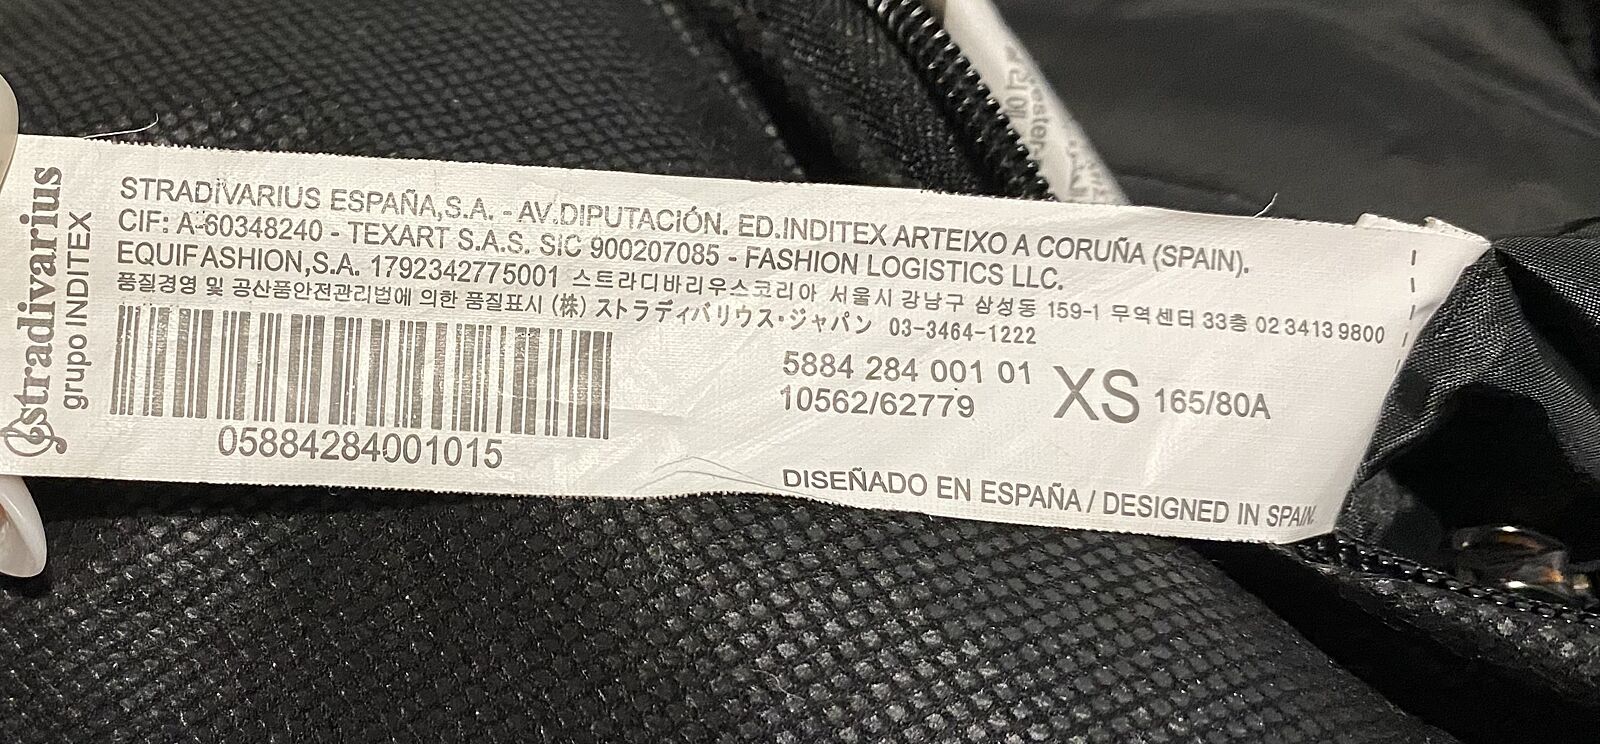 stradivarius
grupo INDITEX
STRADIVARIUS ESPAÑA,S.A. - AV.DIPUTACIÓN. ED.INDITEX ARTEIXO A CORUÑA (SPAIN).
CIF: A-60348240 - TEXART S.A.S. SIC 900207085 - FASHION LOGISTICS LLC.
EQUIFASHION,S.A. 1792342775001 스트라디바리우스코리아 서울시 강남구 삼성동 159-1 무역센터 33층 02 3413 9800
품질경영 및 공산품안전관리법에 의한 품질표시 (株) ストラディバリウス・ジャパン 03-3464-1222
05884284001015
5884 284 001 01
10562/62779
XS 165/80A
DISEÑADO EN ESPAÑA / DESIGNED IN SPAIN.